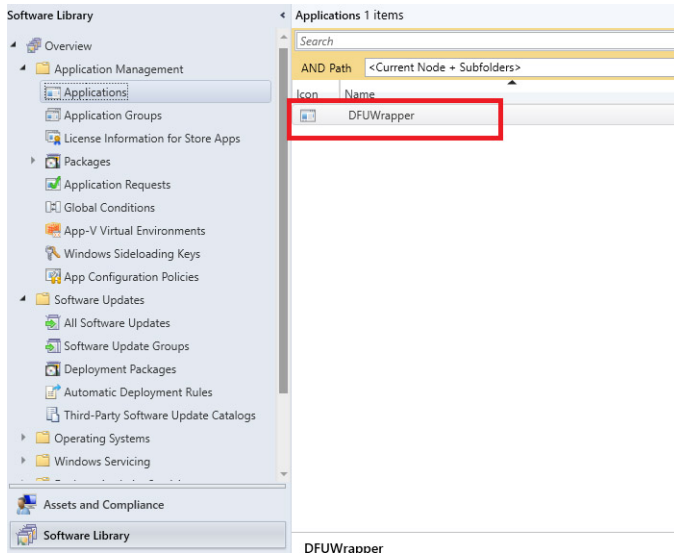 Software Library
Overview
Application Management
Applications
Application Groups
License Information for Store Apps
Packages
Application Requests
Global Conditions
App-V Virtual Environments
Windows Sideloading Keys
App Configuration Policies
Software Updates
All Software Updates
Software Update Groups
Deployment Packages
Automatic Deployment Rules
Third-Party Software Update Catalogs
Operating Systems
Windows Servicing
Assets and Compliance
Software Library
Applications 1 items
Search
AND Path <Current Node + Subfolders>
Icon Name
DFUWrapper
DFUWrapper